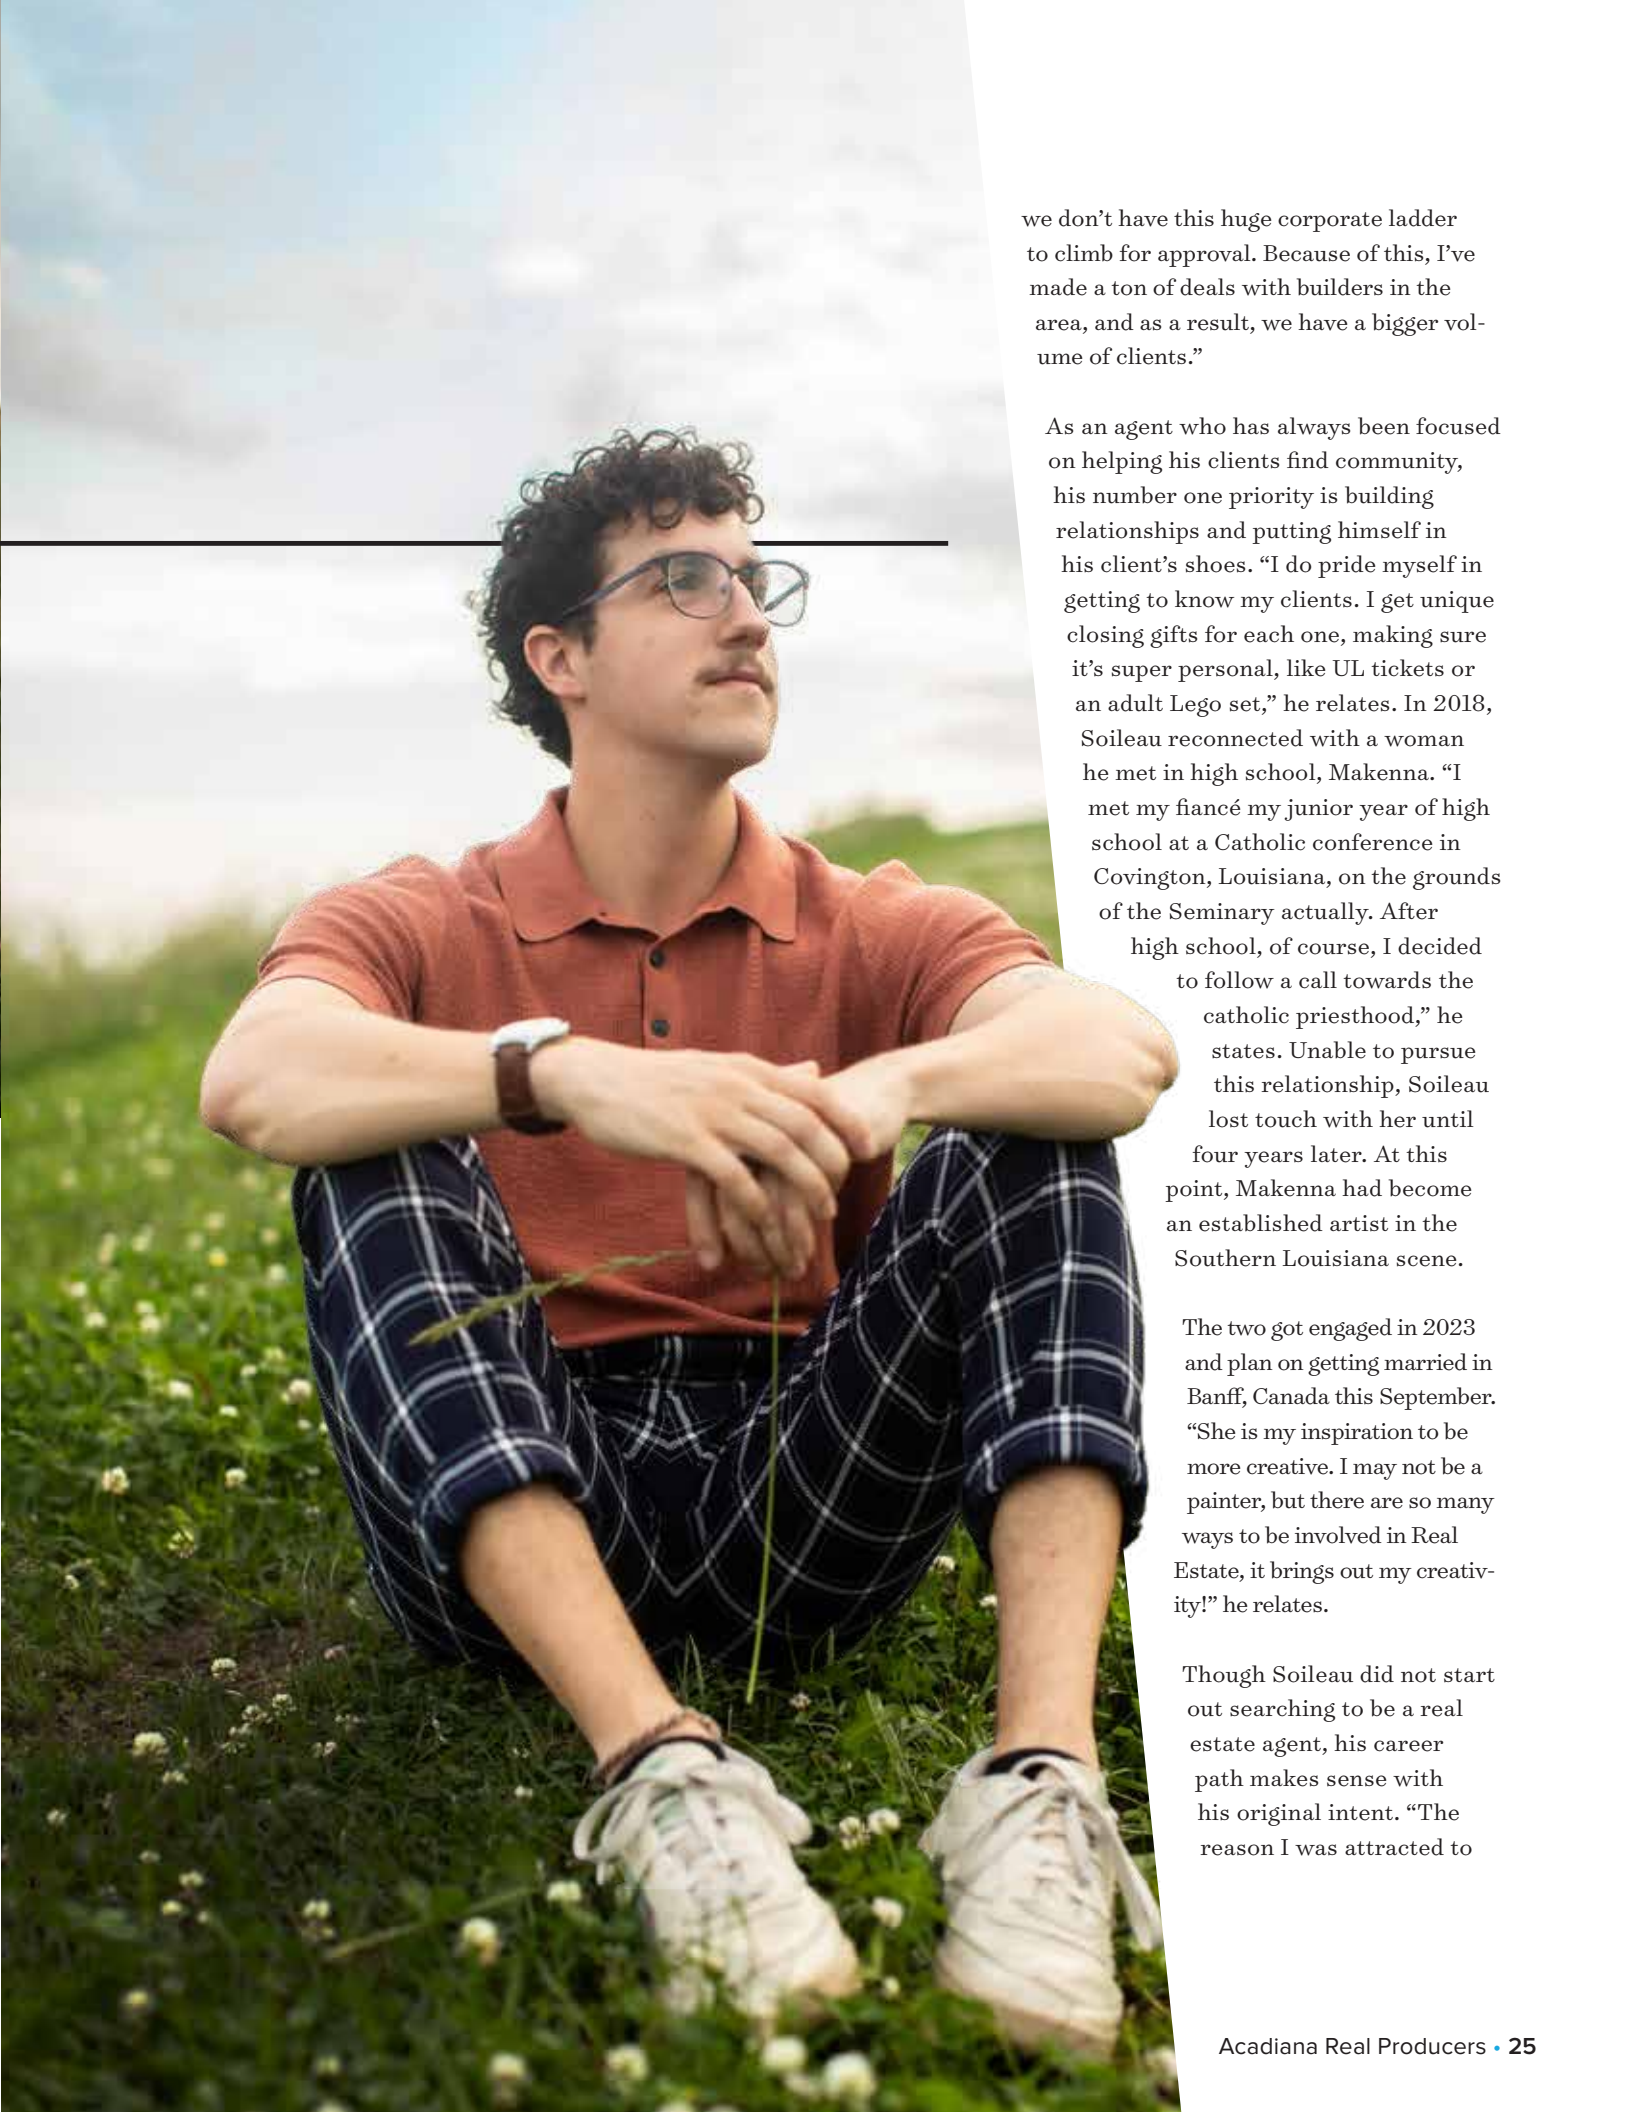 we don’t have this huge corporate ladder
to climb for approval. Because of this, I’ve
made a ton of deals with builders in the
area, and as a result, we have a bigger vol-
ume of clients.”
As an agent who has always been focused
on helping his clients find community,
his number one priority is building
relationships and putting himself in
his client’s shoes. “I do pride myself in
getting to know my clients. I get unique
closing gifts for each one, making sure
it’s super personal, like UL tickets or
an adult Lego set,” he relates. In 2018,
Soileau reconnected with a woman
he met in high school, Makenna. “I
met my fiancé my junior year of high
school at a Catholic conference in
Covington, Louisiana, on the grounds
of the Seminary actually. After
high school, of course, I decided
to follow a call towards the
catholic priesthood,” he
states. Unable to pursue
this relationship, Soileau
lost touch with her until
four years later. At this
point, Makenna had become
an established artist in the
Southern Louisiana scene.
The two got engaged in 2023
and plan on getting married in
Banff, Canada this September.
“She is my inspiration to be
more creative. I may not be a
painter, but there are so many
ways to be involved in Real
Estate, it brings out my creativ-
ity!” he relates.
Though Soileau did not start
out searching to be a real
estate agent, his career
path makes sense with
his original intent. “The
reason I was attracted to
Acadiana Real Producers • 25